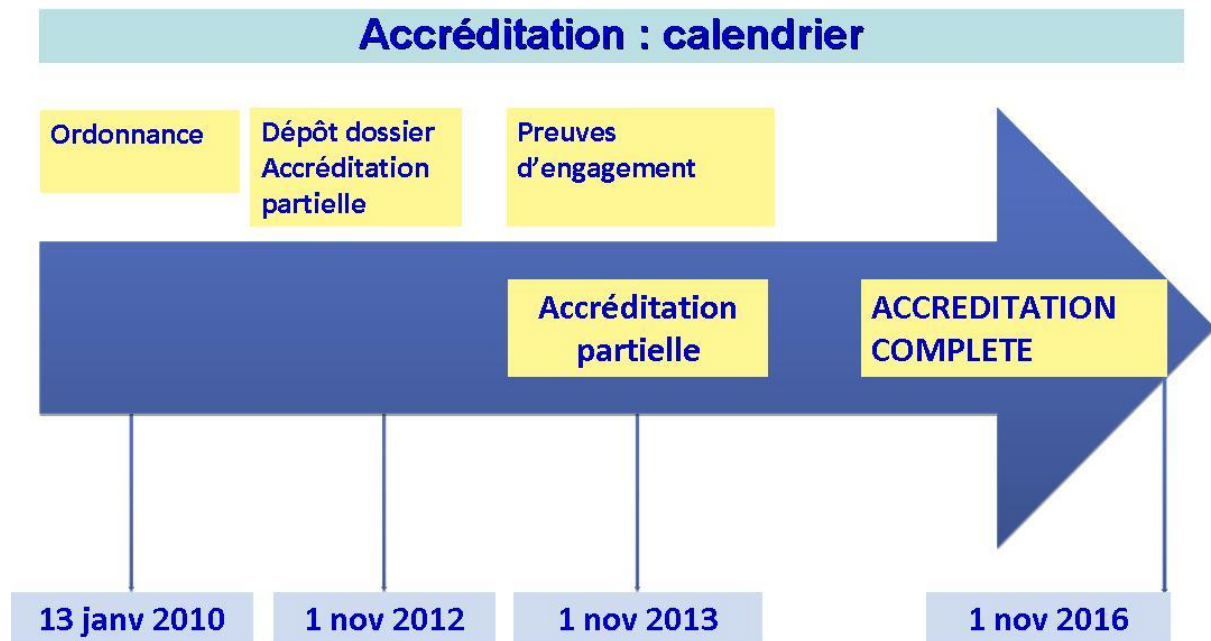 Accréditation : calendrier
Ordonnance
Dépôt dossier
Accréditation
partielle
Preuves
d'engagement
Accréditation
partielle
ACCREDITATION
COMPLETE
13 janv 2010
1 nov 2012
1 nov 2013
1 nov 2016